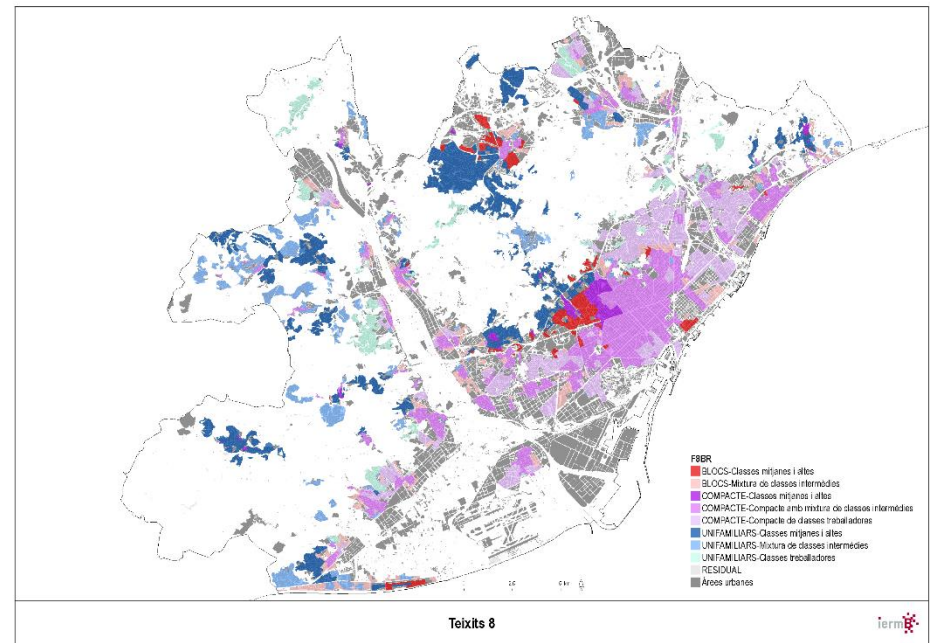 F8BR
BLOCS-Classes mitjanes i altes
BLOCS-Mixtura de classes intermèdies
COMPACTE-Classes mitjanes i altes
COMPACTE-Compacte amb mixtura de classes intermèdies
COMPACTE-Compacte de classes treballadores
UNIFAMILIARS-Classes mitjanes i altes
UNIFAMILIARS-Mixtura de classes intermèdies
UNIFAMILIARS-Classes treballadores
RESIDUAL
Àrees urbanes
Teixits 8
iermB